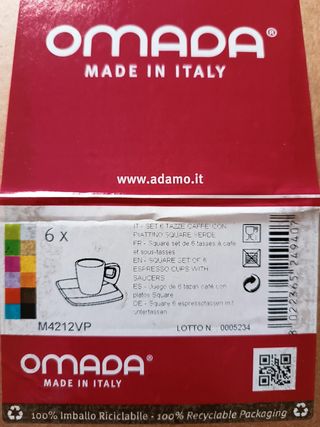 OMADA®
MADE IN ITALY
www.adamo.it
6 x
IT - SET 6 TAZZE CAFFE' CON
PIATTINO SQUARE VERDE
FR - Square set de 6 tasses à café
et sous-tasses
EN - SQUARE SET OF 6
ESPRESSO CUPS WITH
SAUCERS
ES - Juego de 6 tazas café con
platos Square
DE - Square 6 espressotassen mit
untertassen
M4212VP
LOTTO N. 0005234
OMADA®
MADE IN ITALY
100% Imballo Riciclabile - 100% Recyclable Packaging